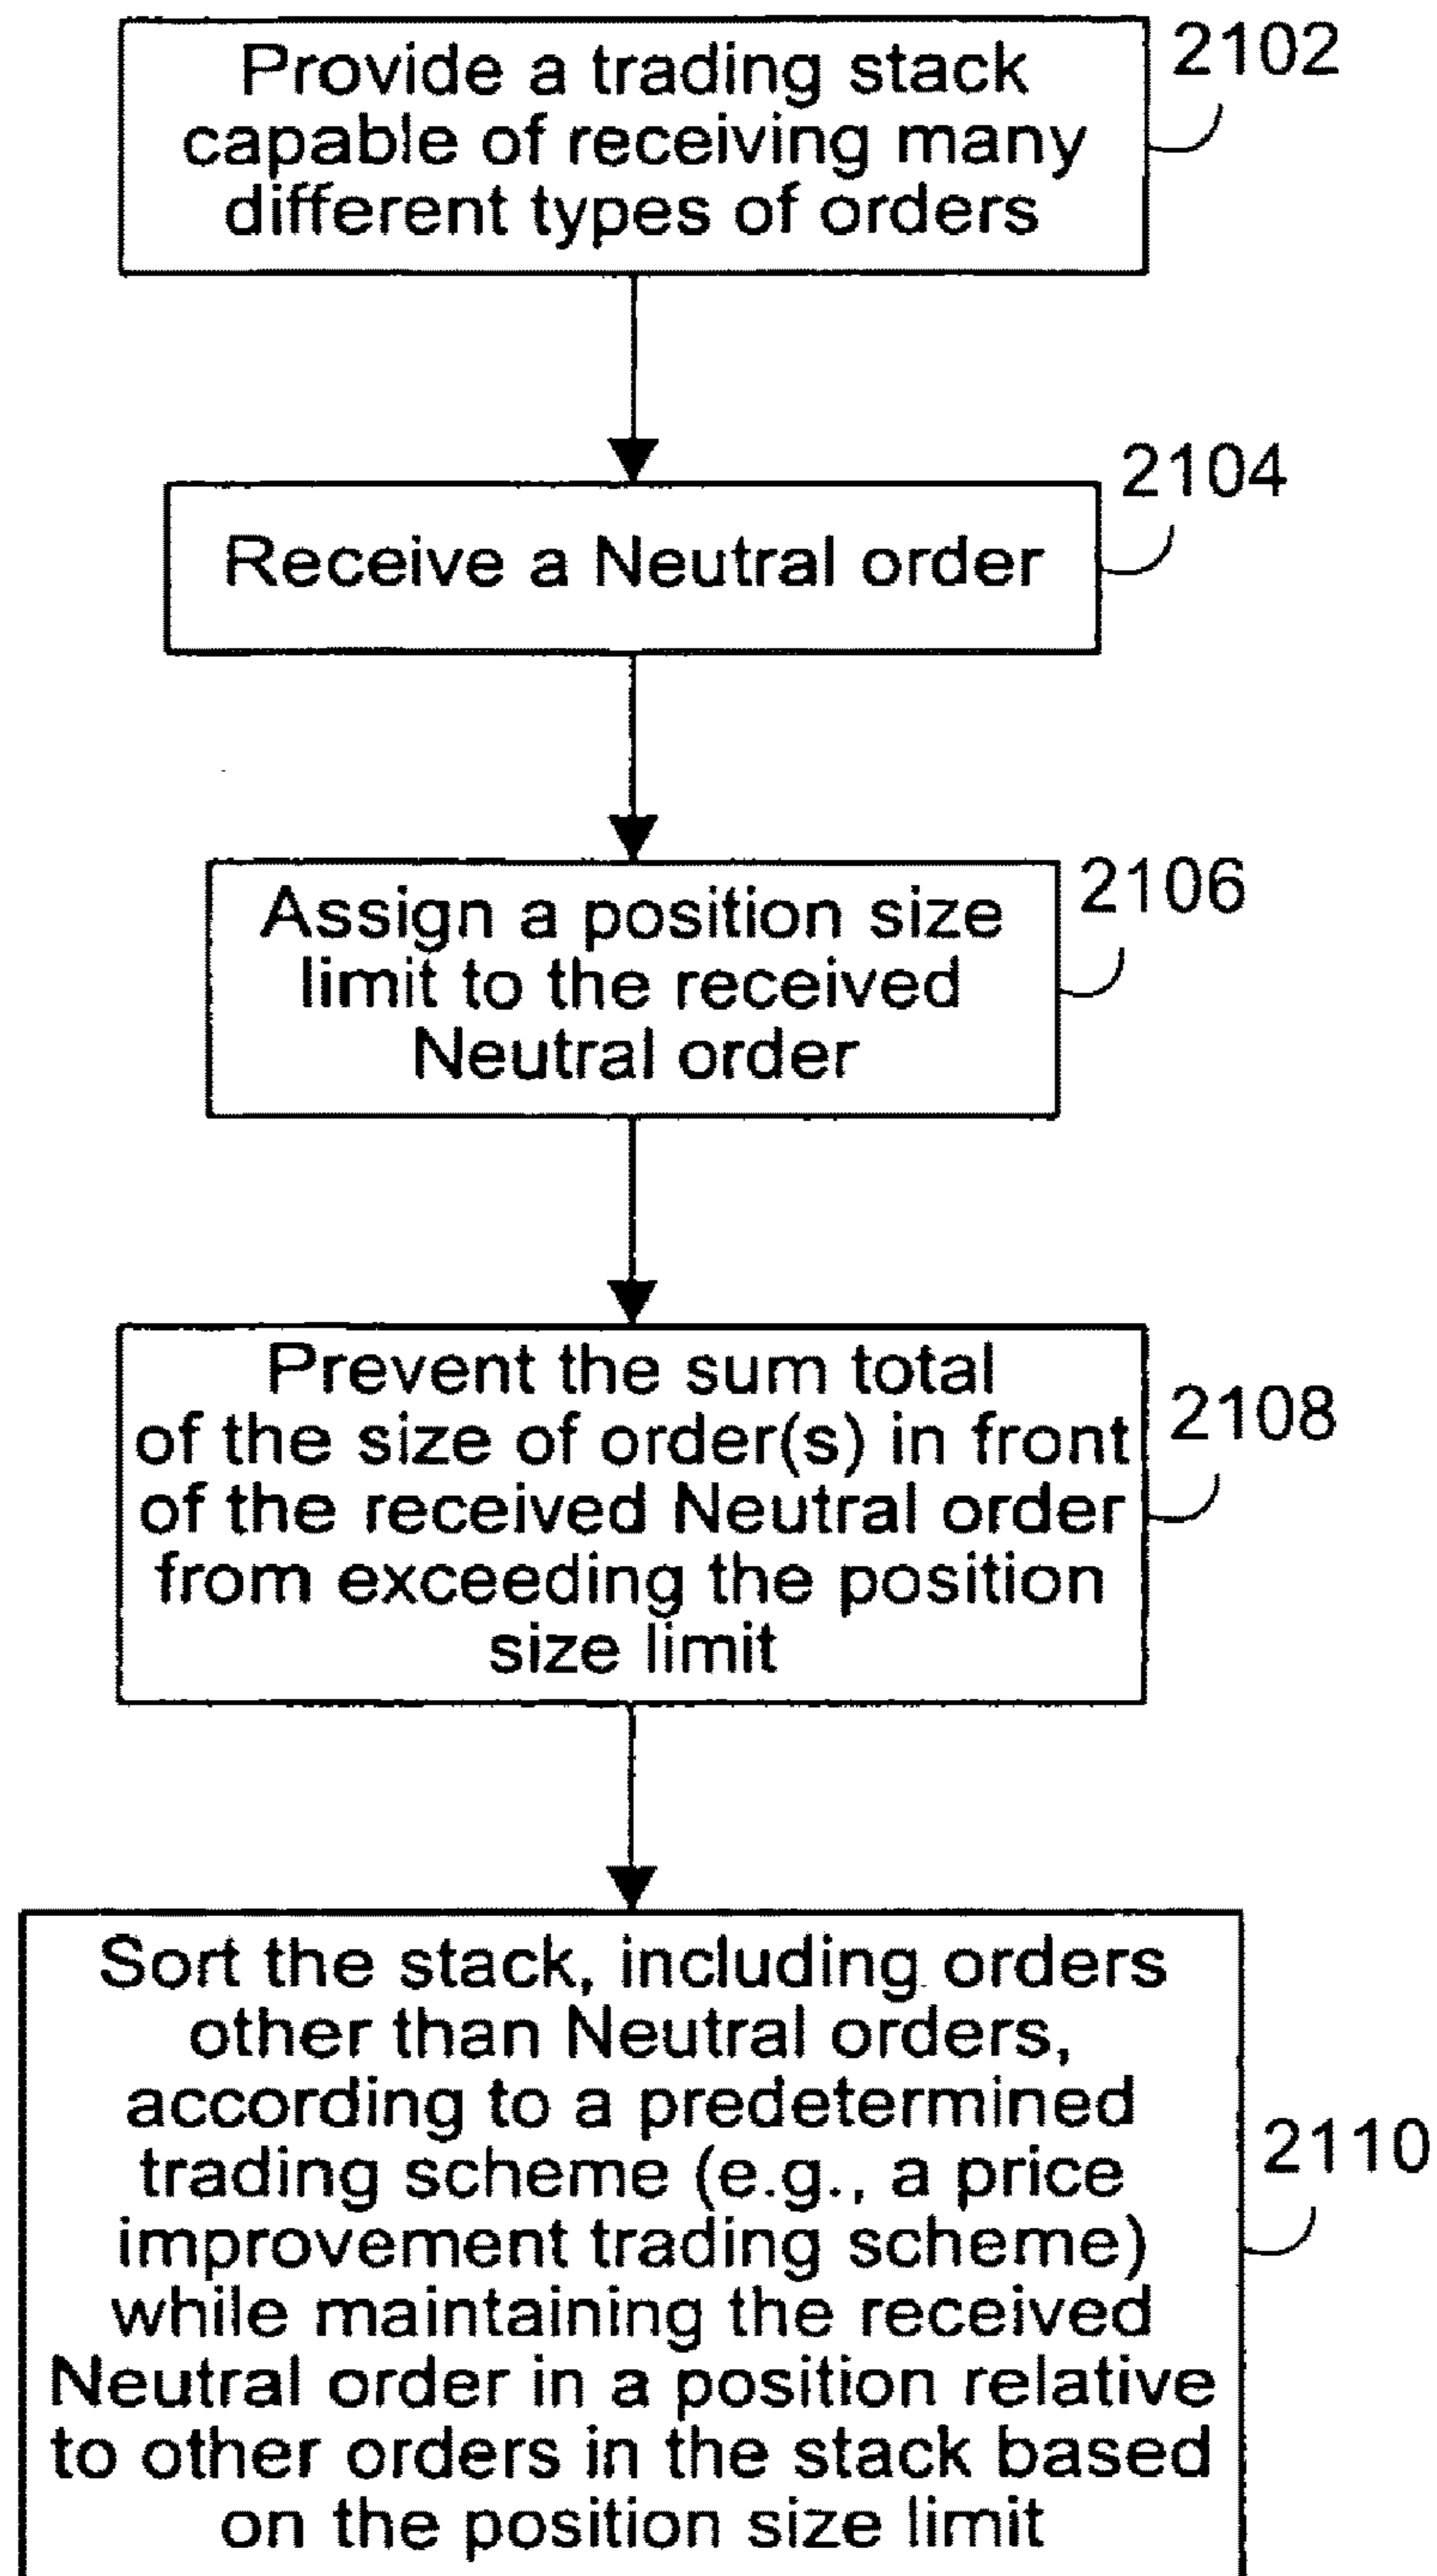 Provide a trading stack
capable of receiving many
different types of orders
2102
Receive a Neutral order
2104
Assign a position size
limit to the received
Neutral order
2106
Prevent the sum total
of the size of order(s) in front
of the received Neutral order
from exceeding the position
size limit
2108
Sort the stack, including orders
other than Neutral orders,
according to a predetermined
trading scheme (e.g., a price
improvement trading scheme)
while maintaining the received
Neutral order in a position relative
to other orders in the stack based
on the position size limit
2110